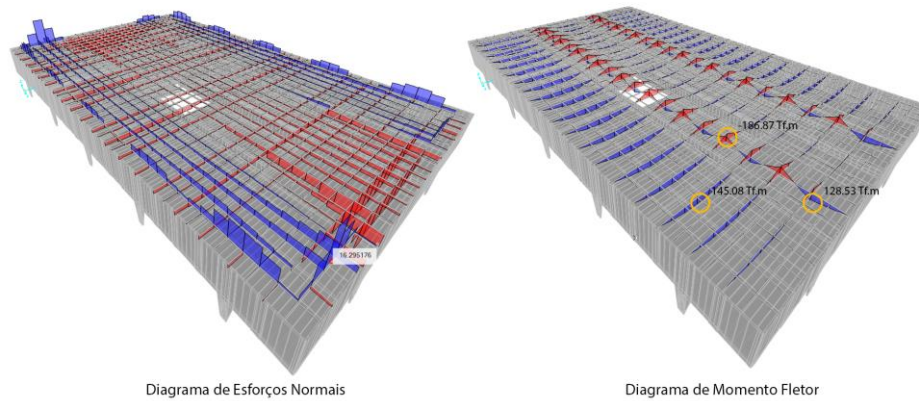 -186.87 Tf.m
145.08 Tf.m
128.53 Tf.m
16.295176
Diagrama de Esforços Normais
Diagrama de Momento Fletor